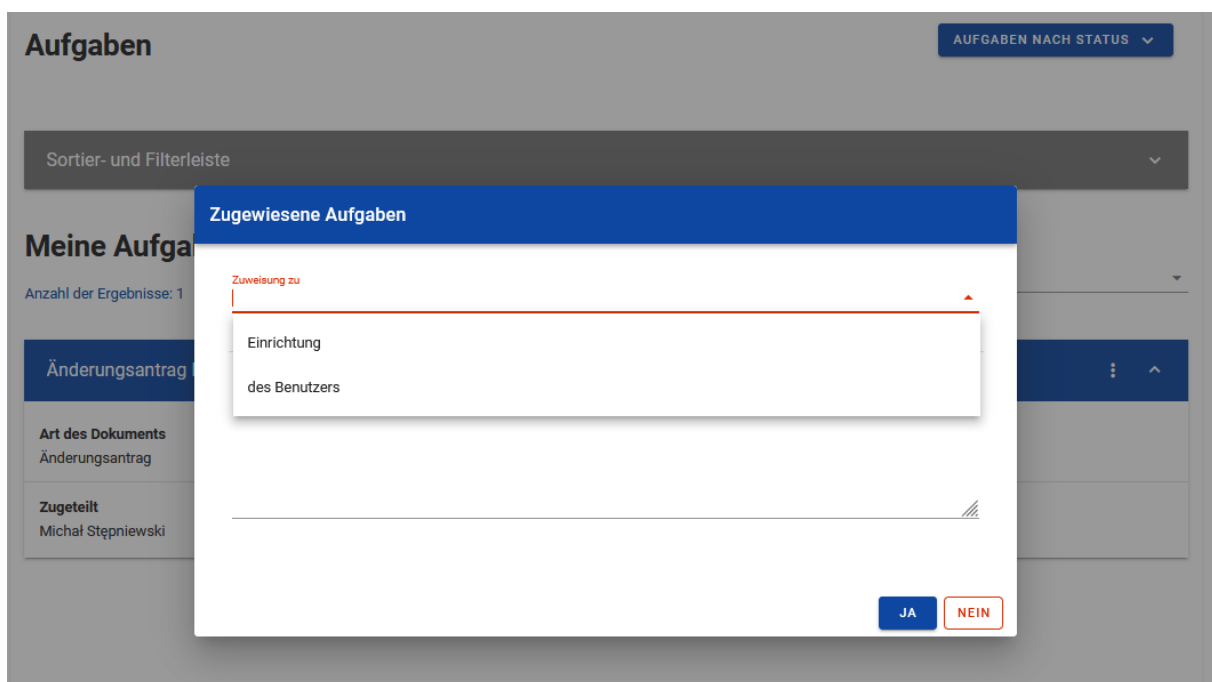 Aufgaben
AUFGABEN NACH STATUS
Sortier- und Filterleiste
Zugewiesene Aufgaben
Meine
Anzahl der Ergebnisse: 1
Zuweisung zu
Einrichtung
des Benutzers
Änderungsantrag
Art des Dokuments
Änderungsantrag
Zugeteilt
Michał Stępniewski
JA
NEIN